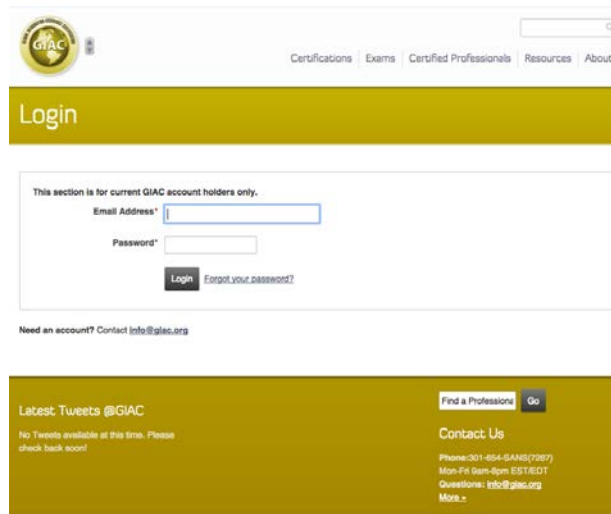 GIAC
Certifications Exams Certified Professionals Resources About
Login
This section is for current GIAC account holders only.
Email Address*
Password*
Login Forgot your password?
Need an account? Contact info@giac.org
Find a Professiona Go
Latest Tweets @GIAC
No Tweets available at this time. Please
check back soon!
Contact Us
Phone:301-654-SANS(7267)
Mon-Fri 9am-8pm EST/EDT
Questions: info@giac.org
More »